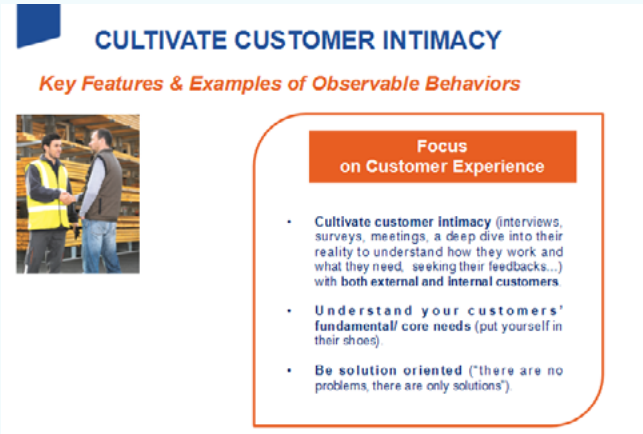 CULTIVATE CUSTOMER INTIMACY
Key Features & Examples of Observable Behaviors
Focus
on Customer Experience
• Cultivate customer intimacy (interviews,
surveys, meetings, a deep dive into their
reality to understand how they work and
what they need, seeking their feedbacks...)
with both external and internal customers.
• Understand your customers'
fundamental/ core needs (put yourself in
their shoes).
• Be solution oriented ("there are no
problems, there are only solutions").